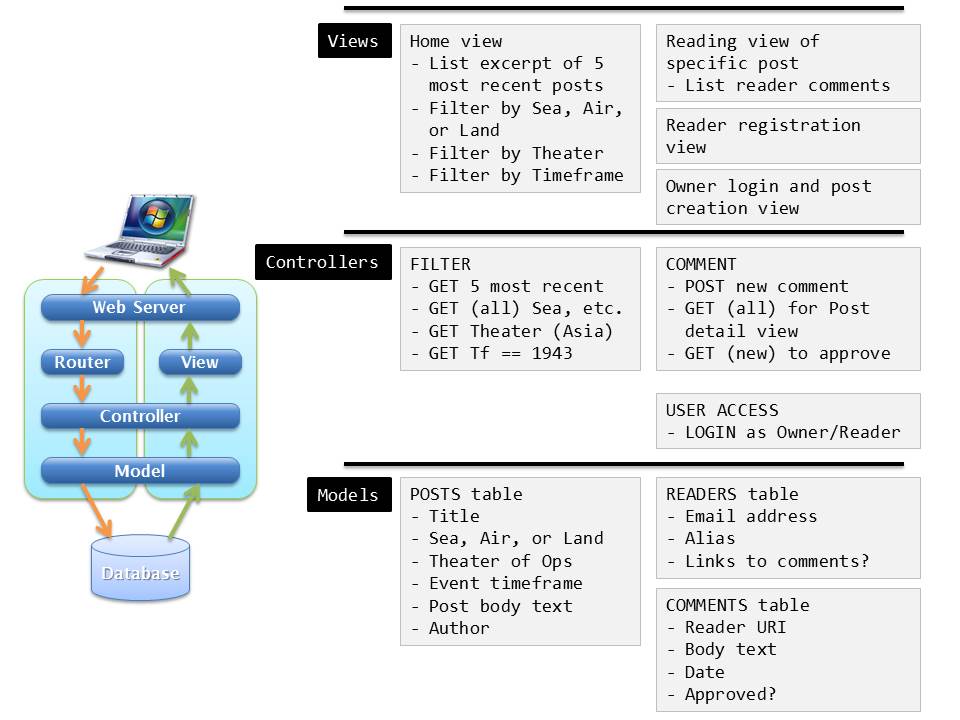 Views
Home view
- List excerpt of 5
most recent posts
- Filter by Sea, Air,
or Land
- Filter by Theater
- Filter by Timeframe
Reading view of
specific post
- List reader comments
Reader registration
view
Owner login and post
creation view
Controllers
FILTER
- GET 5 most recent
- GET (all) Sea, etc.
- GET Theater (Asia)
- GET Tf == 1943
COMMENT
- POST new comment
- GET (all) for Post
detail view
- GET (new) to approve
USER ACCESS
- LOGIN as Owner/Reader
Models
POSTS table
- Title
- Sea, Air, or Land
- Theater of Ops
- Event timeframe
- Post body text
- Author
READERS table
- Email address
- Alias
- Links to comments?
COMMENTS table
- Reader URI
- Body text
- Date
- Approved?
Web Server
Router
View
Controller
Model
Database